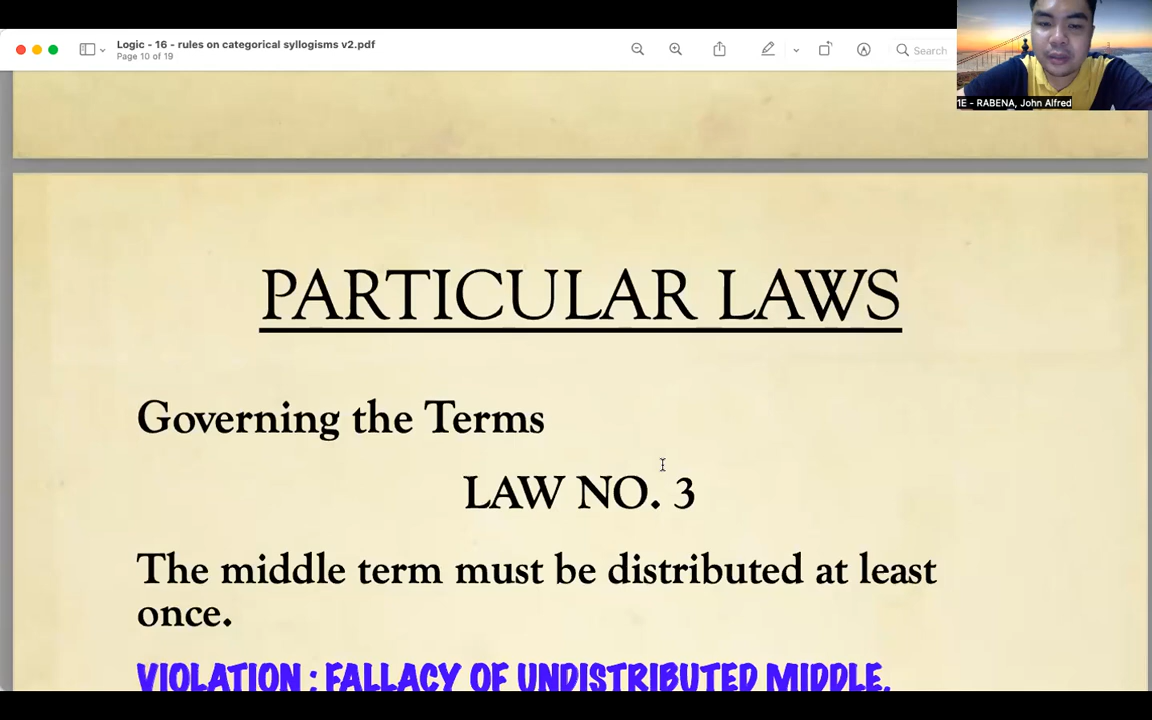 Logic - 16 - rules on categorical syllogisms v2.pdf
Page 10 of 19
Search
1E - RABENA, John Alfred
PARTICULAR LAWS
Governing the Terms
LAW NO. 3
The middle term must be distributed at least
once.
VIOLATION : FALLACY OF UNDISTRIBUTED MIDDLE.